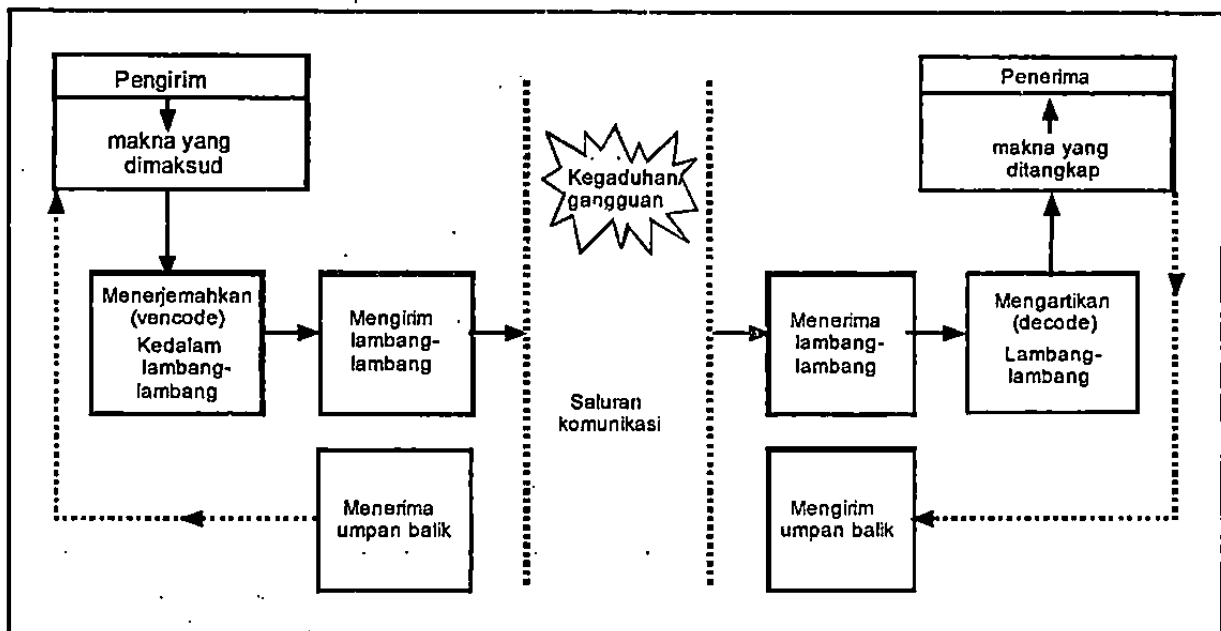 Pengirim
makna yang
dimaksud
Menerjemahkan
(vencode)
Kedalam
lambang-
lambang
Mengirim
lambang-
lambang
Kegaduhan/
gangguan
Saluran
komunikasi
Penerima
makna yang
ditangkap
Menerima
lambang-
lambang
Mengartikan
(decode)
Lambang-
lambang
Mengirim
umpan balik
Menerima
umpan balik